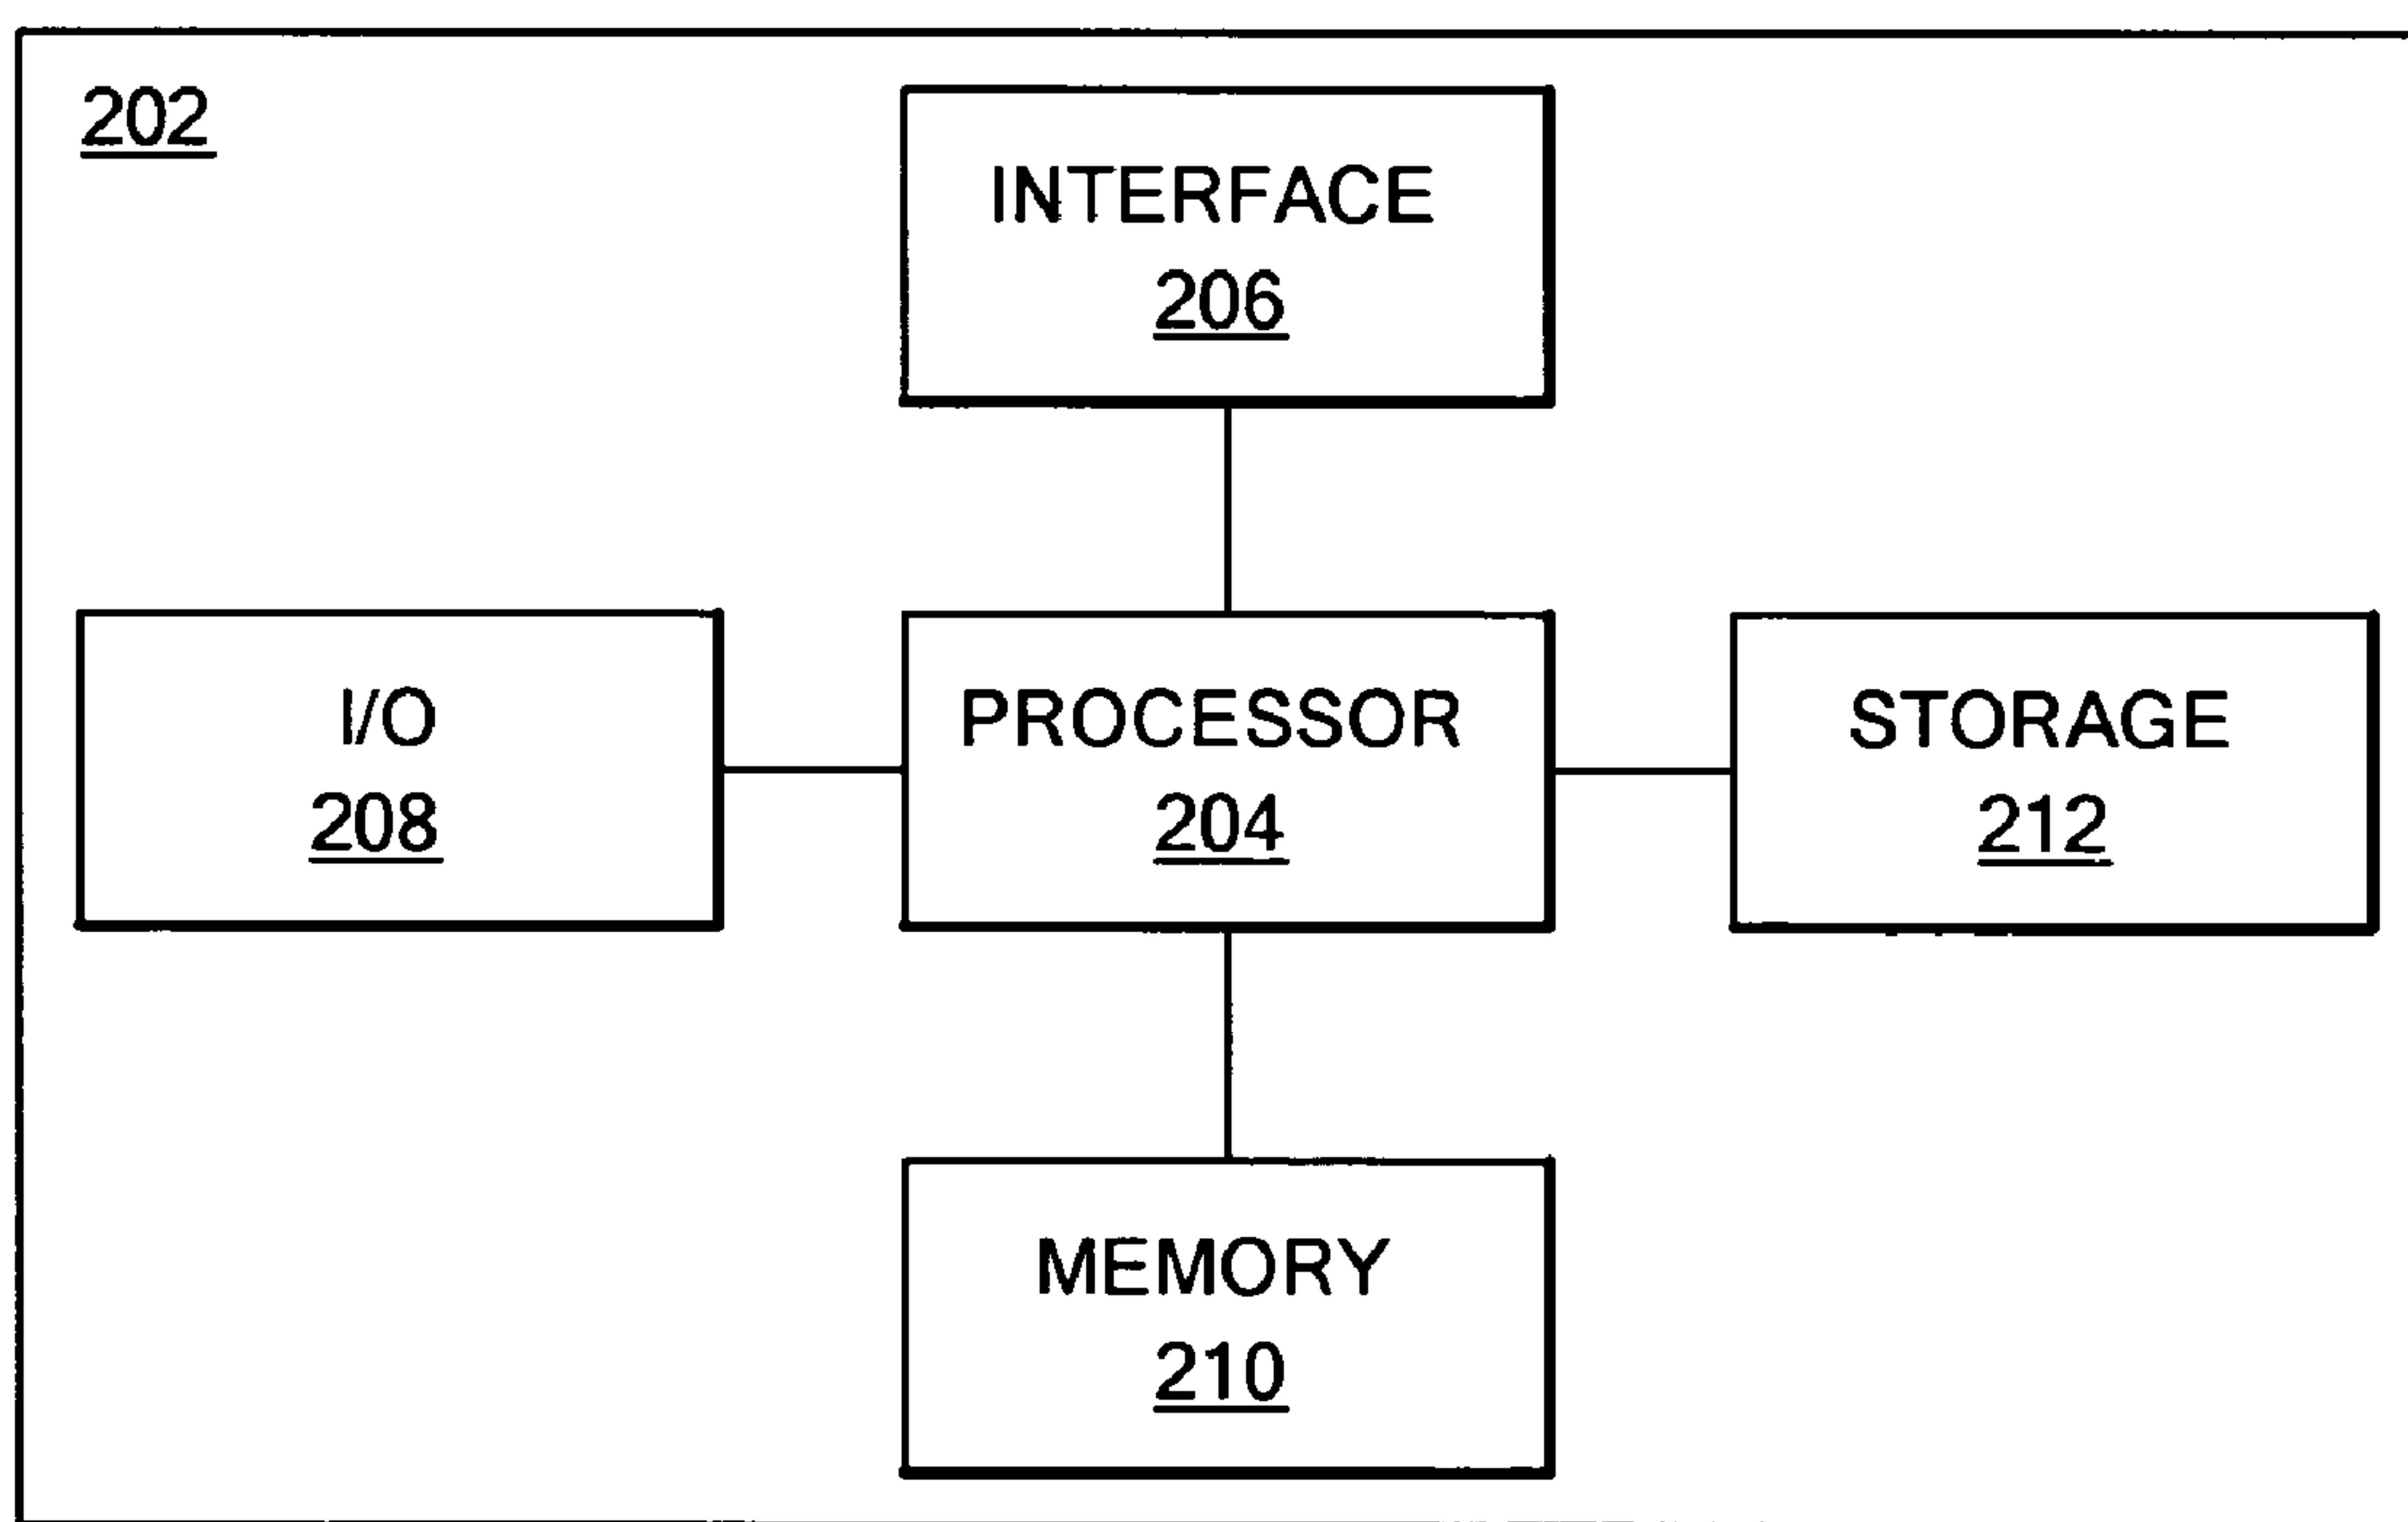 202
INTERFACE
206
I/O
208
PROCESSOR
204
STORAGE
212
MEMORY
210